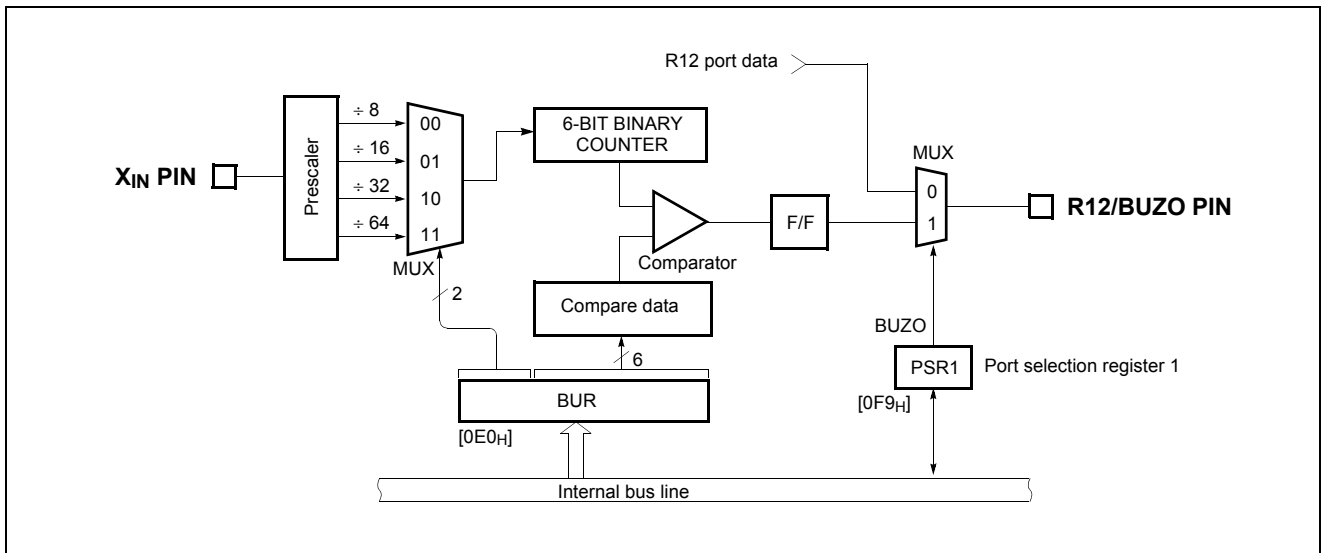 R12 port data
÷ 8
÷ 16
÷ 32
÷ 64
Prescaler
XIN PIN
00
01
10
11
MUX
2
6-BIT BINARY
COUNTER
Comparator
Compare data
6
F/F
MUX
0
1
R12/BUZO PIN
BUZO
PSR1
Port selection register 1
[0F9H]
BUR
[0E0H]
Internal bus line